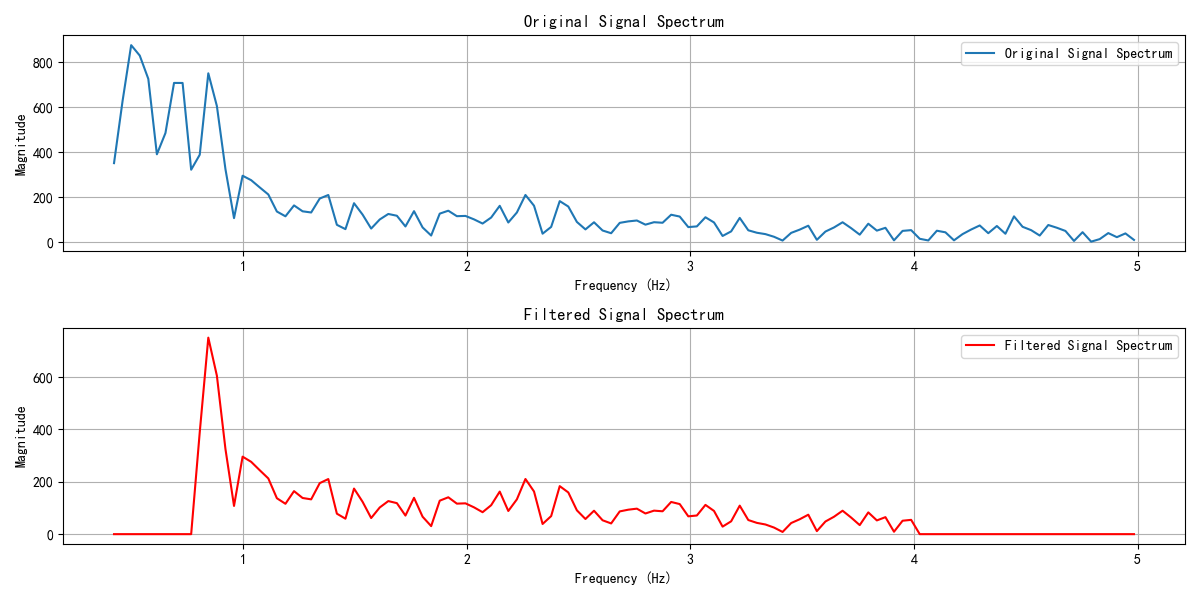 Original Signal Spectrum
Original Signal Spectrum
Magnitude
800
600
400
200
0
1 2 3 4 5
Frequency (Hz)
Filtered Signal Spectrum
Filtered Signal Spectrum
Magnitude
600
400
200
0
1 2 3 4 5
Frequency (Hz)